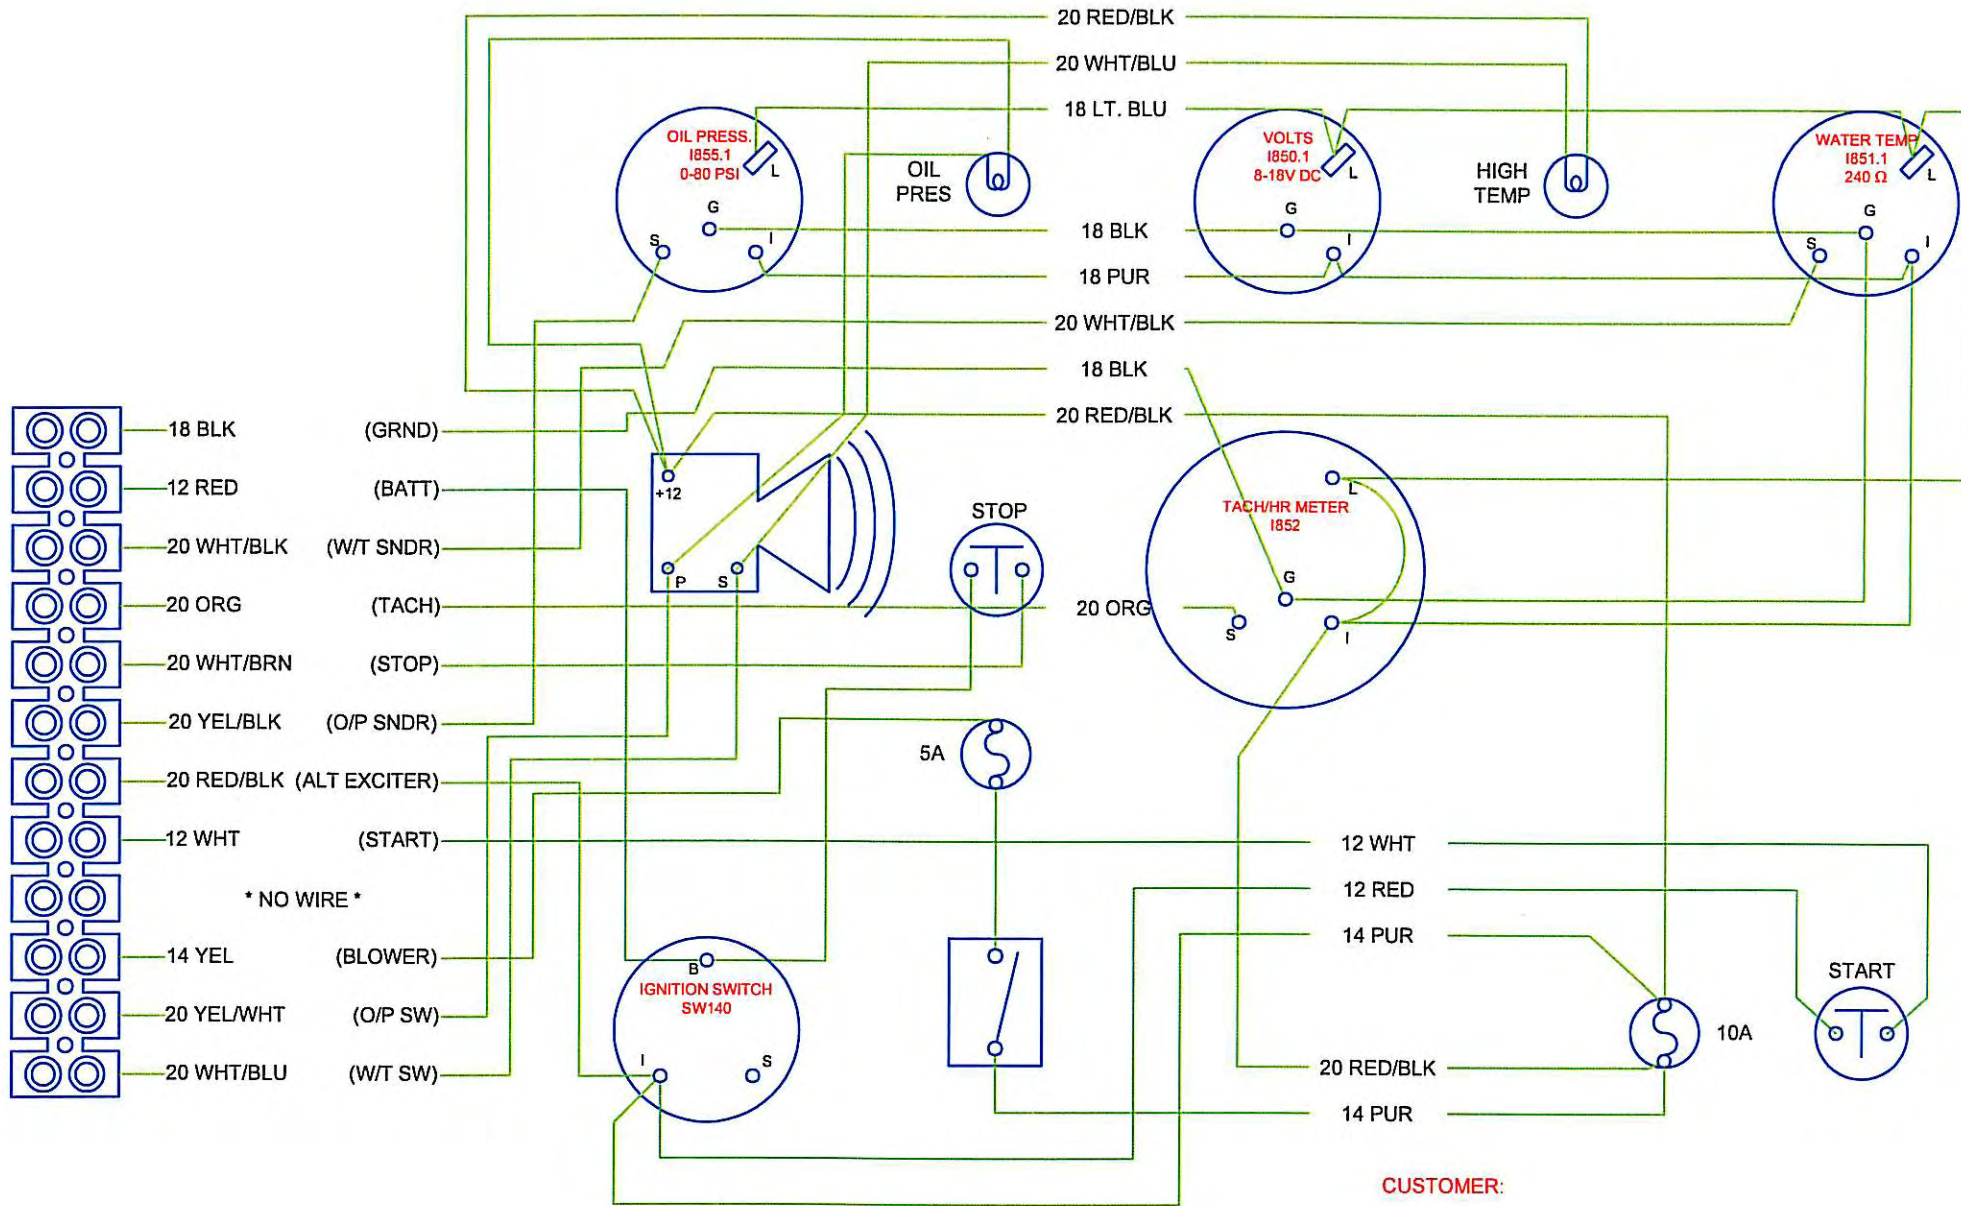 20 RED/BLK
20 WHT/BLU
18 LT. BLU
OIL PRESS.
I855.1
0-80 PSI
L
G
S
I
OIL
PRES
VOLTS
I850.1
8-18V DC
L
G
I
HIGH
TEMP
WATER TEMP
I851.1
240 Ω
L
G
S
I
18 BLK
18 PUR
20 WHT/BLK
18 BLK
20 RED/BLK
18 BLK (GRND)
12 RED (BATT)
20 WHT/BLK (W/T SNDR)
20 ORG (TACH)
20 WHT/BRN (STOP)
20 YEL/BLK (O/P SNDR)
20 RED/BLK (ALT EXCITER)
12 WHT (START)
* NO WIRE *
14 YEL (BLOWER)
20 YEL/WHT (O/P SW)
20 WHT/BLU (W/T SW)
+12
P
S
STOP
TACH/HR METER
I852
L
G
S
I
20 ORG
5A
12 WHT
12 RED
14 PUR
B
IGNITION SWITCH
SW140
I
S
START
10A
20 RED/BLK
14 PUR
CUSTOMER: